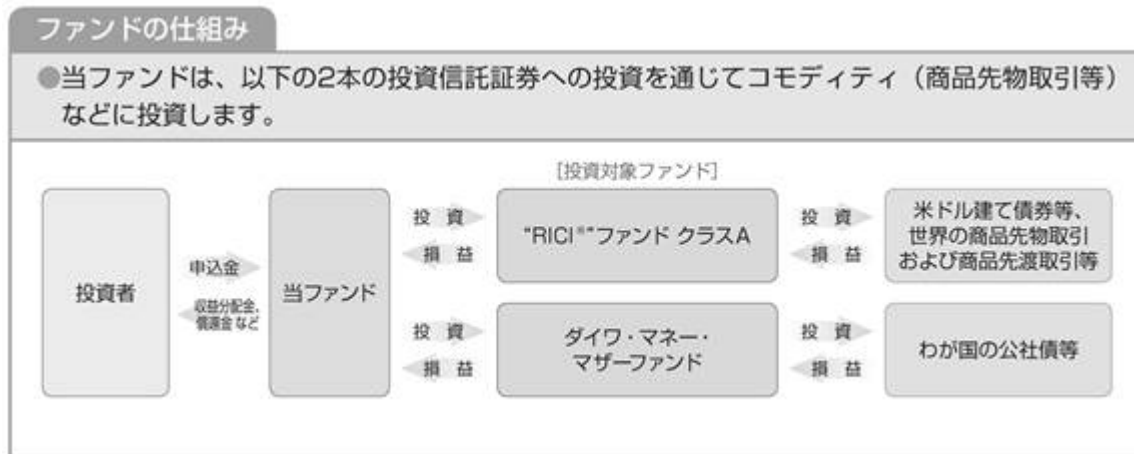 ファンドの仕組み
●当ファンドは、以下の2本の投資信託証券への投資を通じてコモディティ（商品先物取引等）
などに投資します。
[投資対象ファンド]
投資者
申込金
収益分配金、
償還金 など
当ファンド
投 資
損 益
"RICI®"ファンド クラスA
投 資
損 益
米ドル建て債券等、
世界の商品先物取引
および商品先渡取引等
投 資
損 益
ダイワ・マネー・
マザーファンド
投 資
損 益
わが国の公社債等